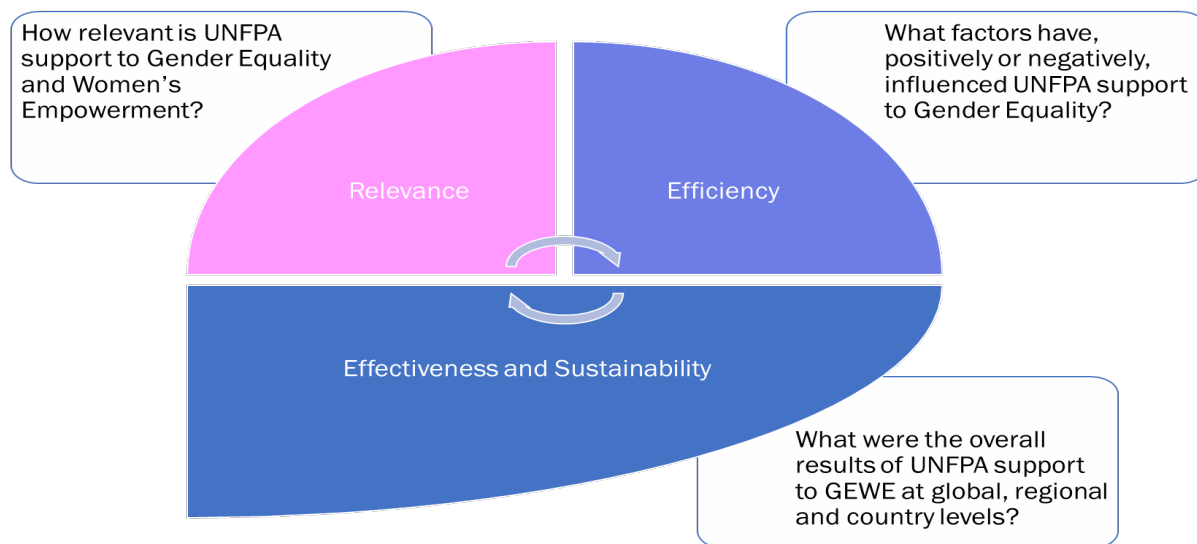 How relevant is UNFPA
support to Gender Equality
and Women's
Empowerment?
What factors have,
positively or negatively,
influenced UNFPA support
to Gender Equality?
Relevance
Efficiency
Effectiveness and Sustainability
What were the overall
results of UNFPA support
to GEWE at global, regional
and country levels?